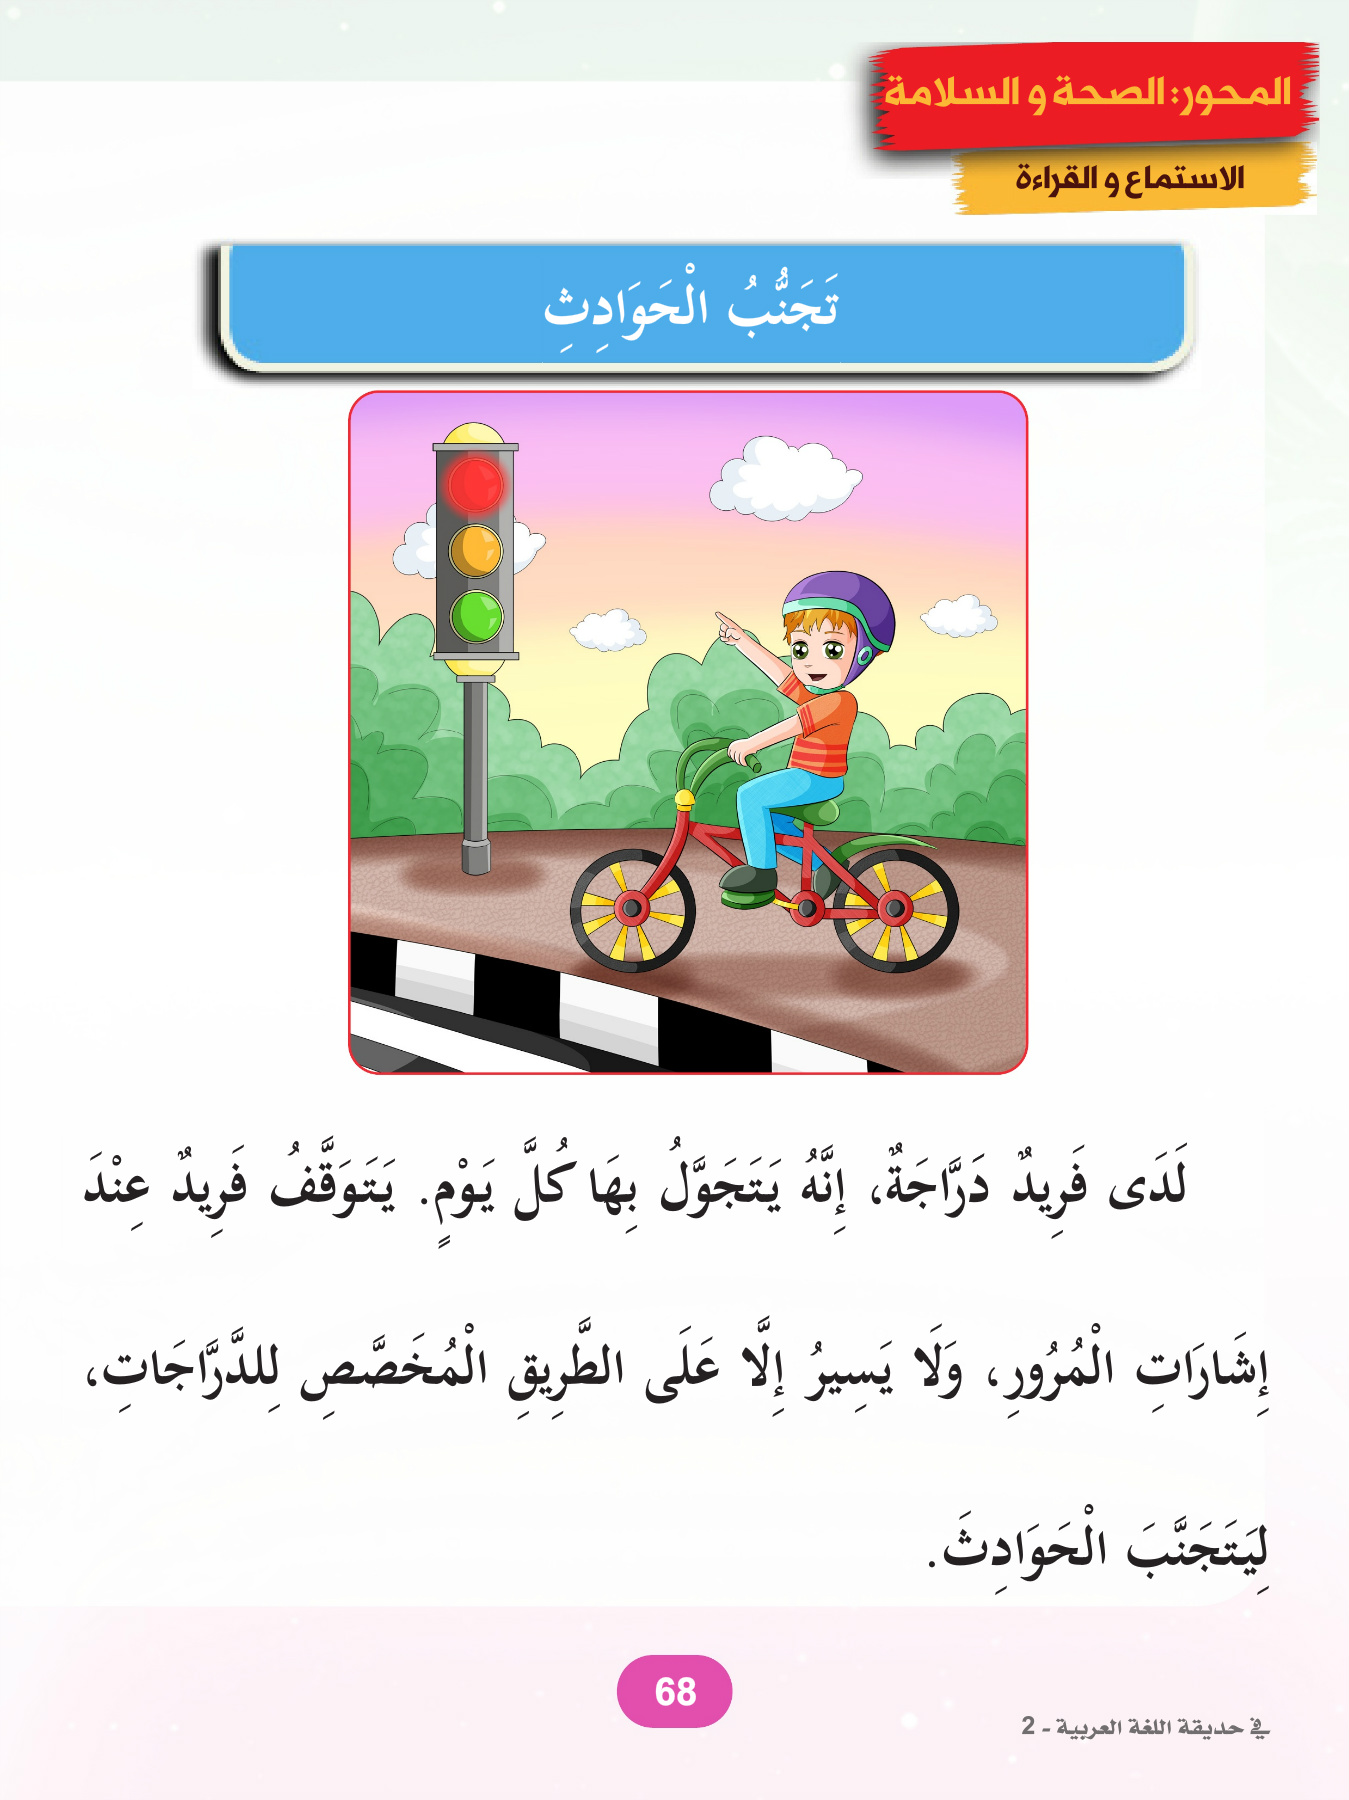 المحور: الصحة و السلامة
الاستماع و القراءة
تَجَنُّبُ الْحَوَادِثِ
لَدَى فَرِيدٌ دَرَّاجَةٌ، إِنَّهُ يَتَجَوَّلُ بِهَا كُلَّ يَوْمٍ. يَتَوَقَّفُ فَرِيدٌ عِنْدَ
إِشَارَاتِ الْمُرُورِ، وَلَا يَسِيرُ إِلَّا عَلَى الطَّرِيقِ الْمُخَصَّصِ لِلدَّرَّاجَاتِ،
لِيَتَجَنَّبَ الْحَوَادِثَ.
68
في حديقة اللغة العربية - 2